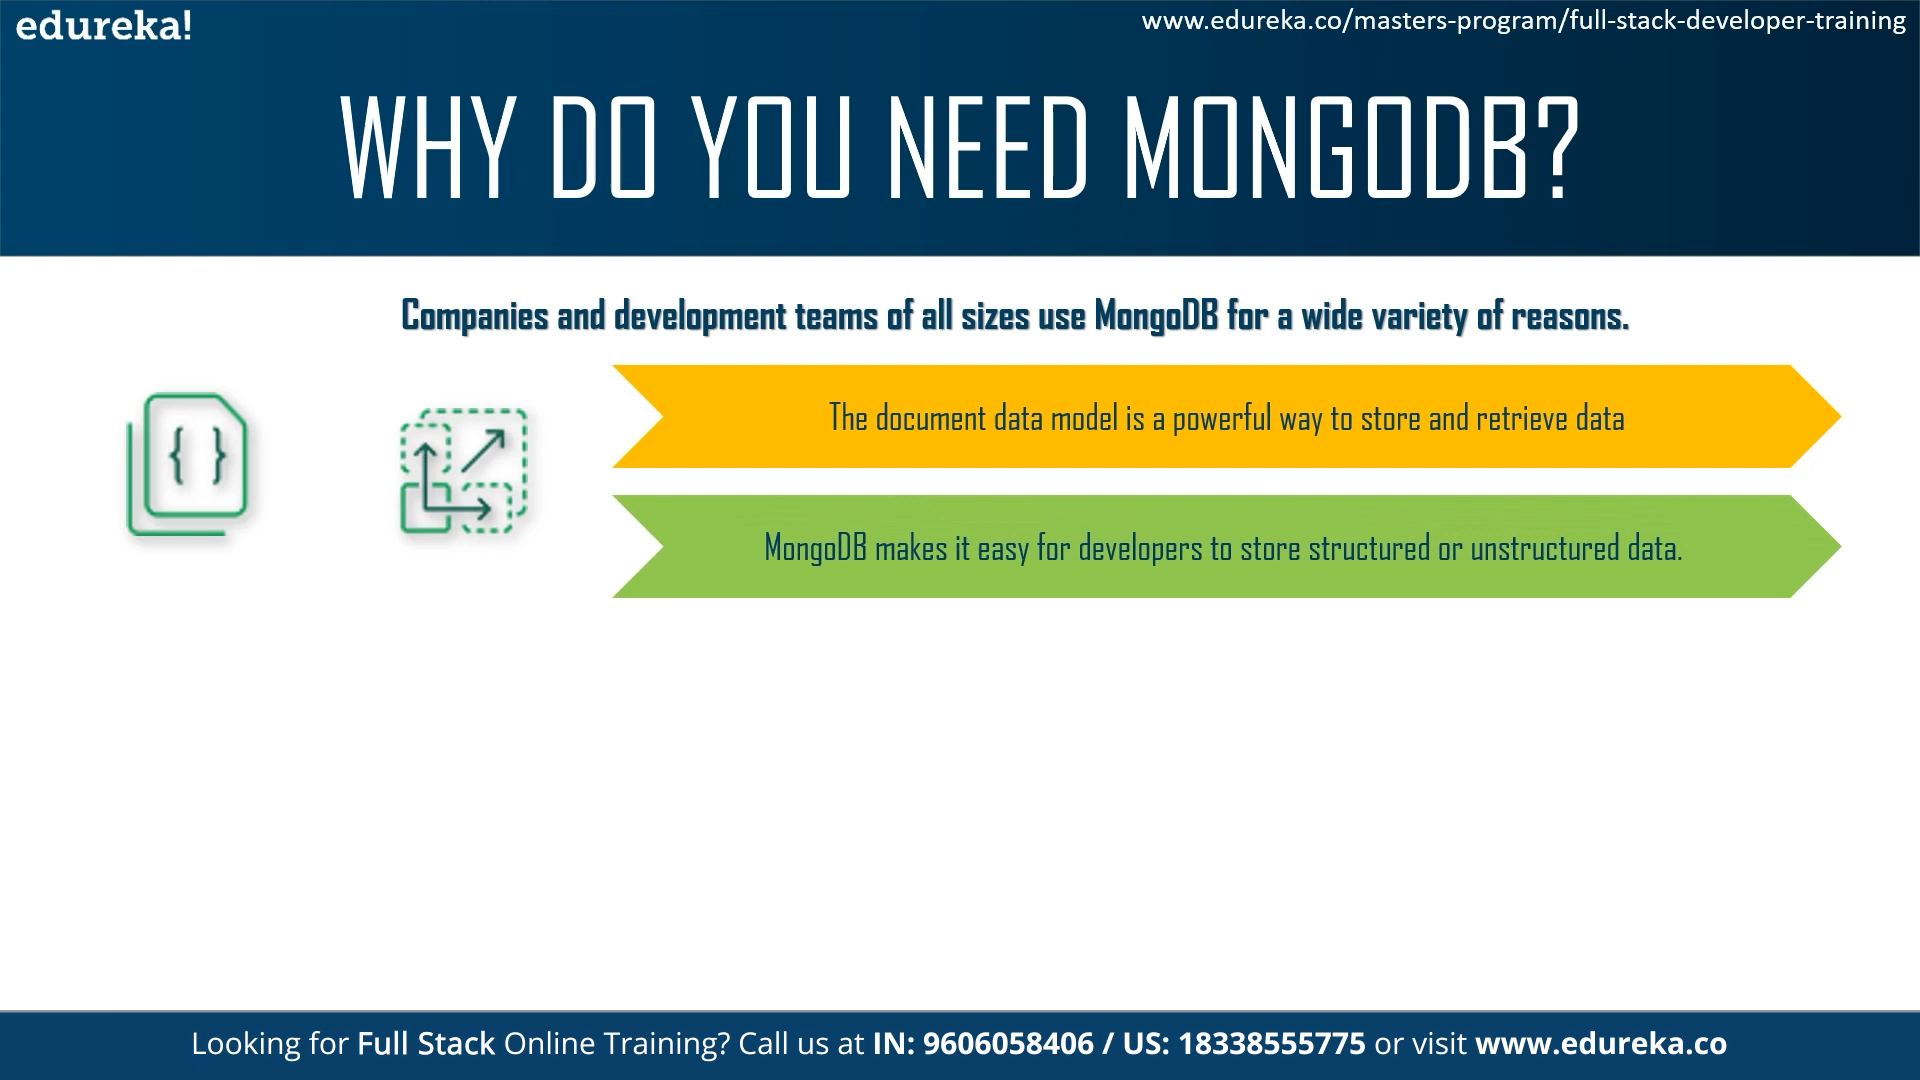 edureka!
www.edureka.co/masters-program/full-stack-developer-training
WHY DO YOU NEED MONGODB?
Companies and development teams of all sizes use MongoDB for a wide variety of reasons.
{ }
The document data model is a powerful way to store and retrieve data
MongoDB makes it easy for developers to store structured or unstructured data.
Looking for Full Stack Online Training? Call us at IN: 9606058406 / US: 18338555775 or visit www.edureka.co